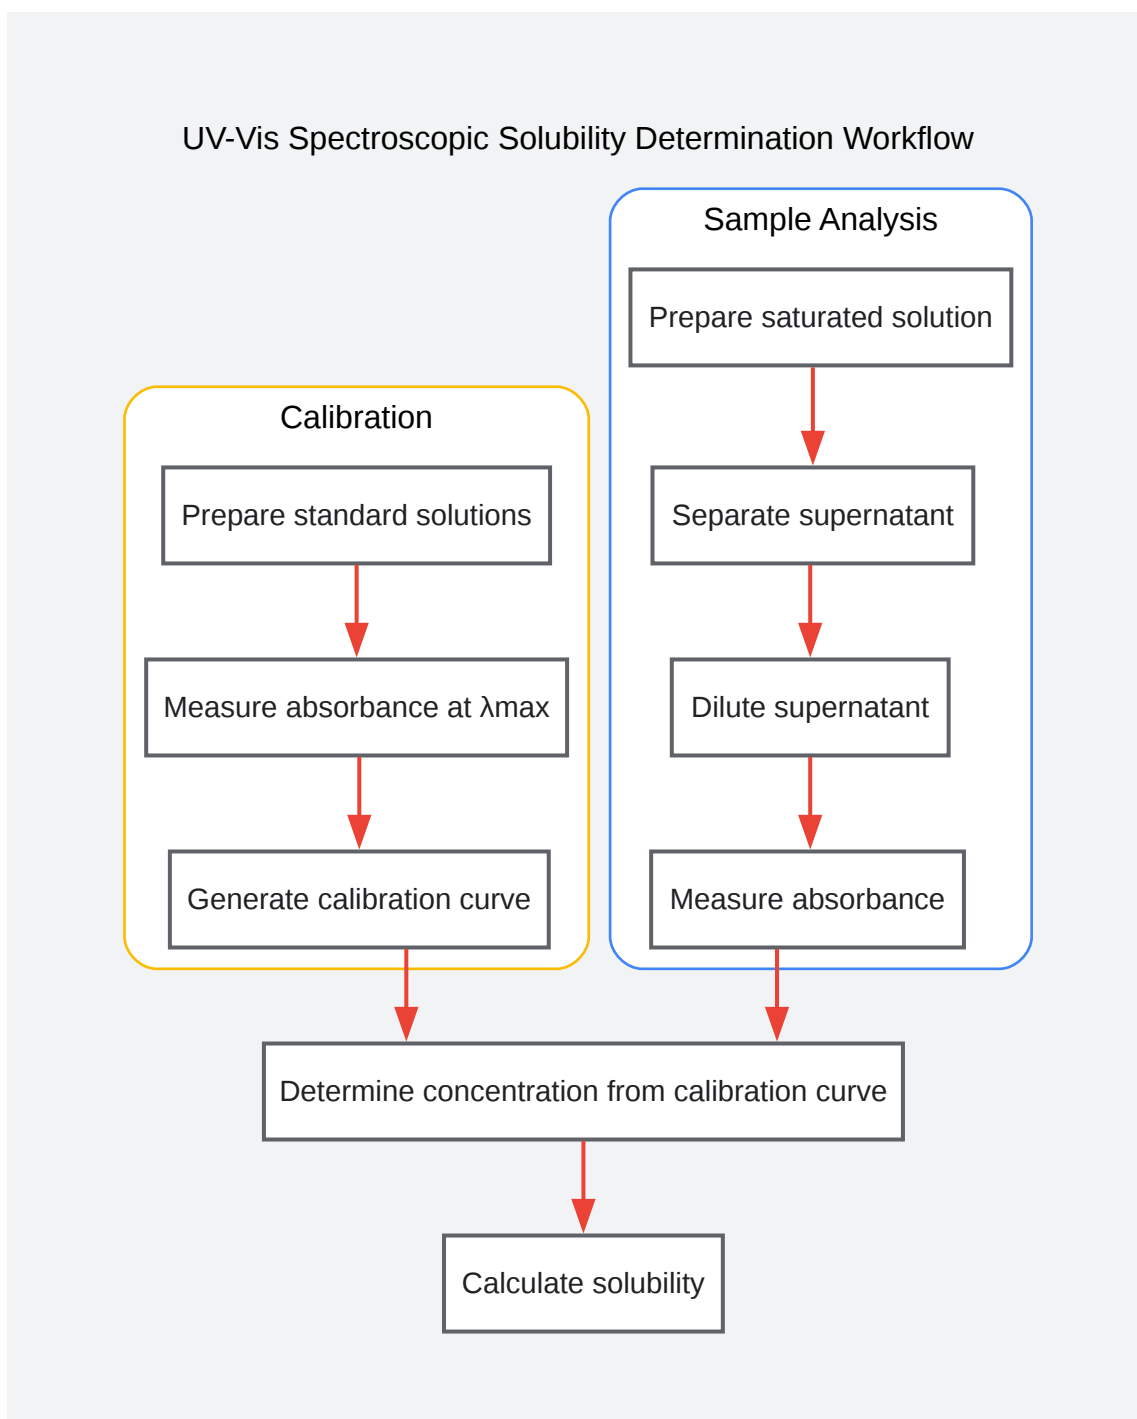 UV-Vis Spectroscopic Solubility Determination Workflow
Calibration
Prepare standard solutions
Measure absorbance at λmax
Generate calibration curve
Sample Analysis
Prepare saturated solution
Separate supernatant
Dilute supernatant
Measure absorbance
Determine concentration from calibration curve
Calculate solubility